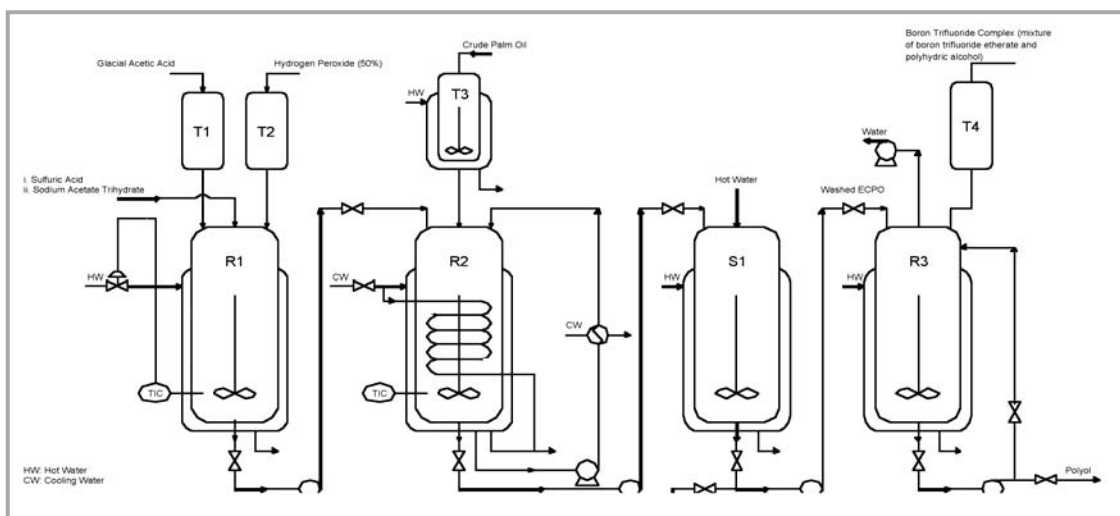 Boron Trifluoride Complex (mixture
of boron trifluoride etherate and
polyhydric alcohol)
Crude Palm Oil
Glacial Acetic Acid
Hydrogen Peroxide (50%)
HW
T3
T1
T2
T4
Water
i. Sulfuric Acid
ii. Sodium Acetate Trihydrate
Hot Water
Washed ECPO
R1
R2
S1
R3
HW
CW
HW
HW
CW
TIC
TIC
HW: Hot Water
CW: Cooling Water
Polyol